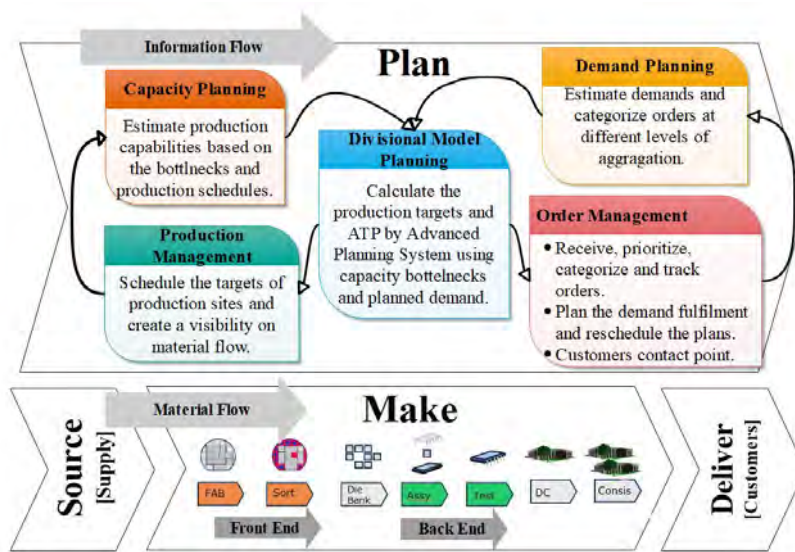 Information Flow
Plan
Capacity Planning
Estimate production
capabilities based on
the bottlnecks and
production schedules.
Demand Planning
Estimate demands and
categorize orders at
different levels of
aggragation.
Divisional Model
Planning
Calculate the
production targets and
ATP by Advanced
Planning System using
capacity bottelnecks
and planned demand.
Production
Management
Schedule the targets of
production sites and
create a visibility on
material flow.
Order Management
• Receive, prioritize,
categorize and track
orders.
• Plan the demand fulfilment
and reschedule the plans.
• Customers contact point.
Source
[Supply]
Material Flow
Make
FAB
Sort
Die
Bank
Assy
Test
DC
Consis
Front End
Back End
Deliver
[Customers]